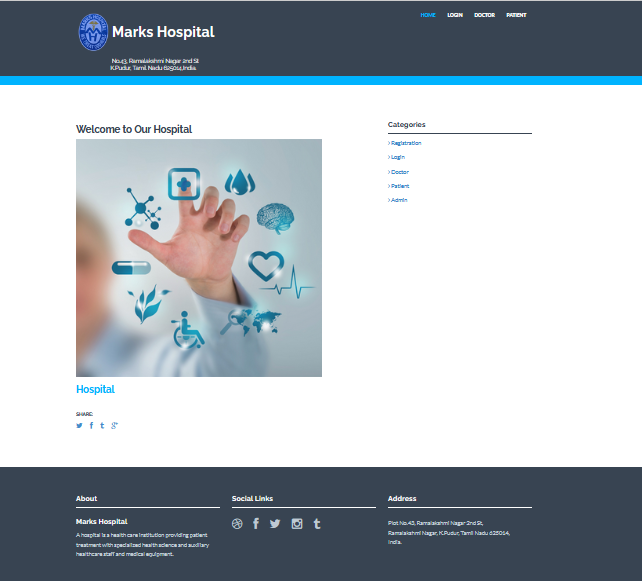 Marks Hospital
HOME LOGIN DOCTOR PATIENT
No.43, Ramalakshmi Nagar 2nd St
K.Pudur, Tamil Nadu 625014,India.
Welcome to Our Hospital
Hospital
SHARE:
Categories
> Registration
> Login
> Doctor
> Patient
> Admin
About
Marks Hospital
A hospital is a health care institution providing patient
treatment with specialized health science and auxiliary
healthcare staff and medical equipment.
Social Links
Address
Plot No.43, Ramalakshmi Nagar 2nd St,
Ramalakshmi Nagar, K.Pudur, Tamil Nadu 625014,
India.